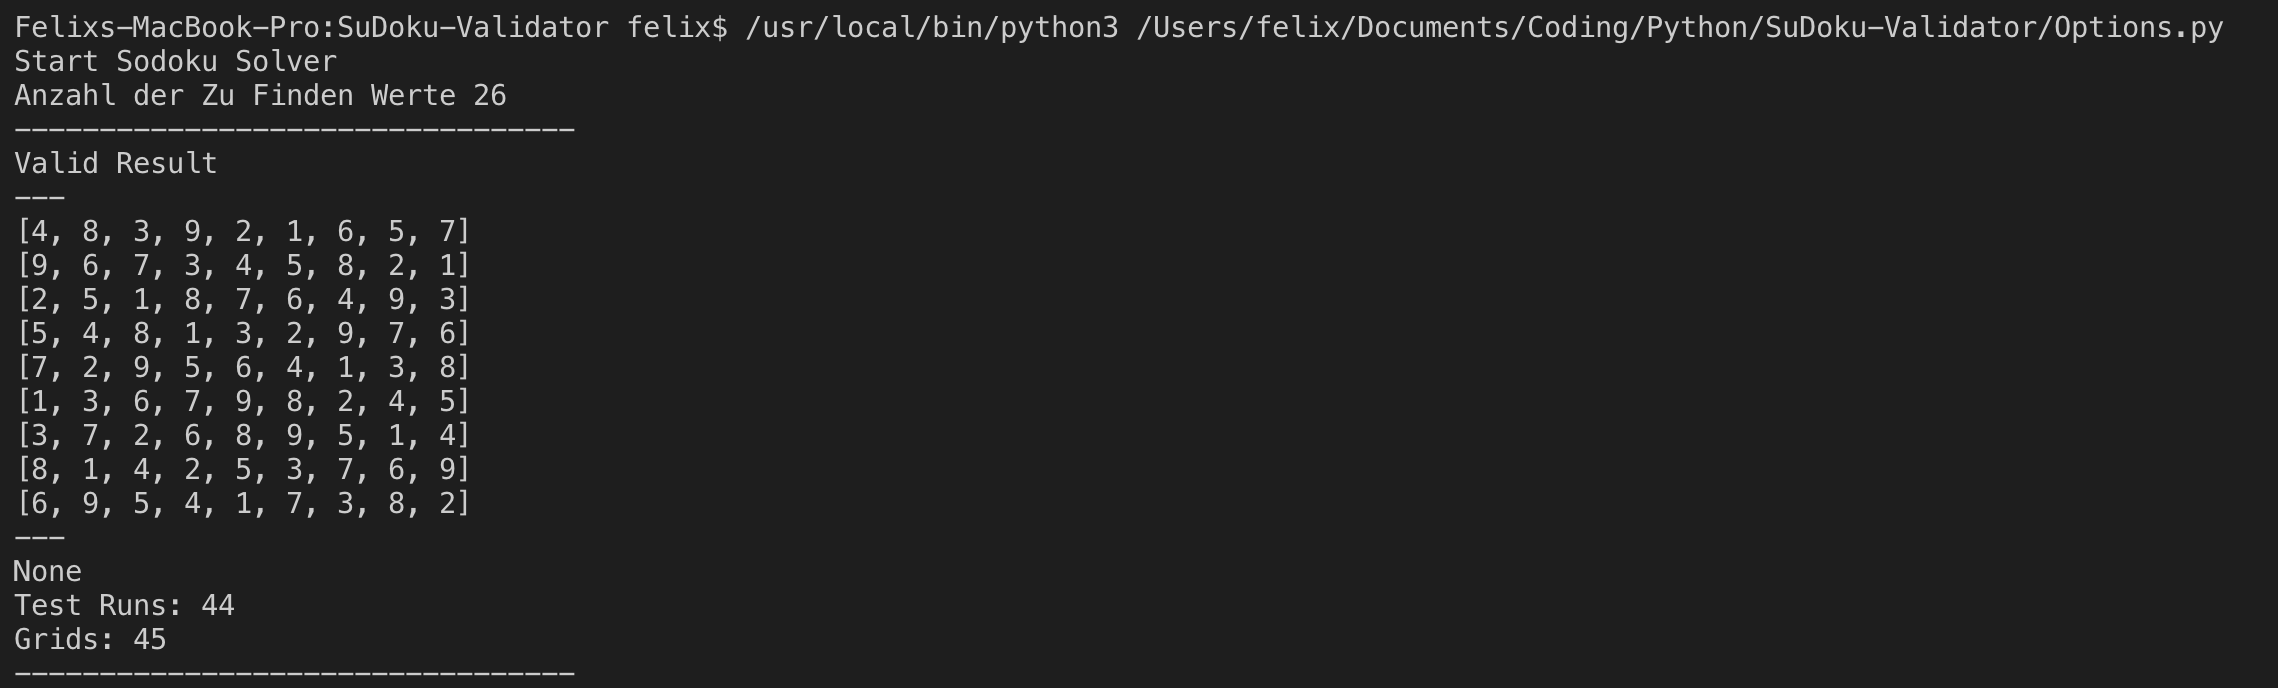 Felixs-MacBook-Pro:SuDoku-Validator felix$ /usr/local/bin/python3 /Users/felix/Documents/Coding/Python/SuDoku-Validator/Options.py
Start Sodoku Solver
Anzahl der Zu Finden Werte 26
---------------------------------
Valid Result
---
[4, 8, 3, 9, 2, 1, 6, 5, 7]
[9, 6, 7, 3, 4, 5, 8, 2, 1]
[2, 5, 1, 8, 7, 6, 4, 9, 3]
[5, 4, 8, 1, 3, 2, 9, 7, 6]
[7, 2, 9, 5, 6, 4, 1, 3, 8]
[1, 3, 6, 7, 9, 8, 2, 4, 5]
[3, 7, 2, 6, 8, 9, 5, 1, 4]
[8, 1, 4, 2, 5, 3, 7, 6, 9]
[6, 9, 5, 4, 1, 7, 3, 8, 2]
---
None
Test Runs: 44
Grids: 45
---------------------------------